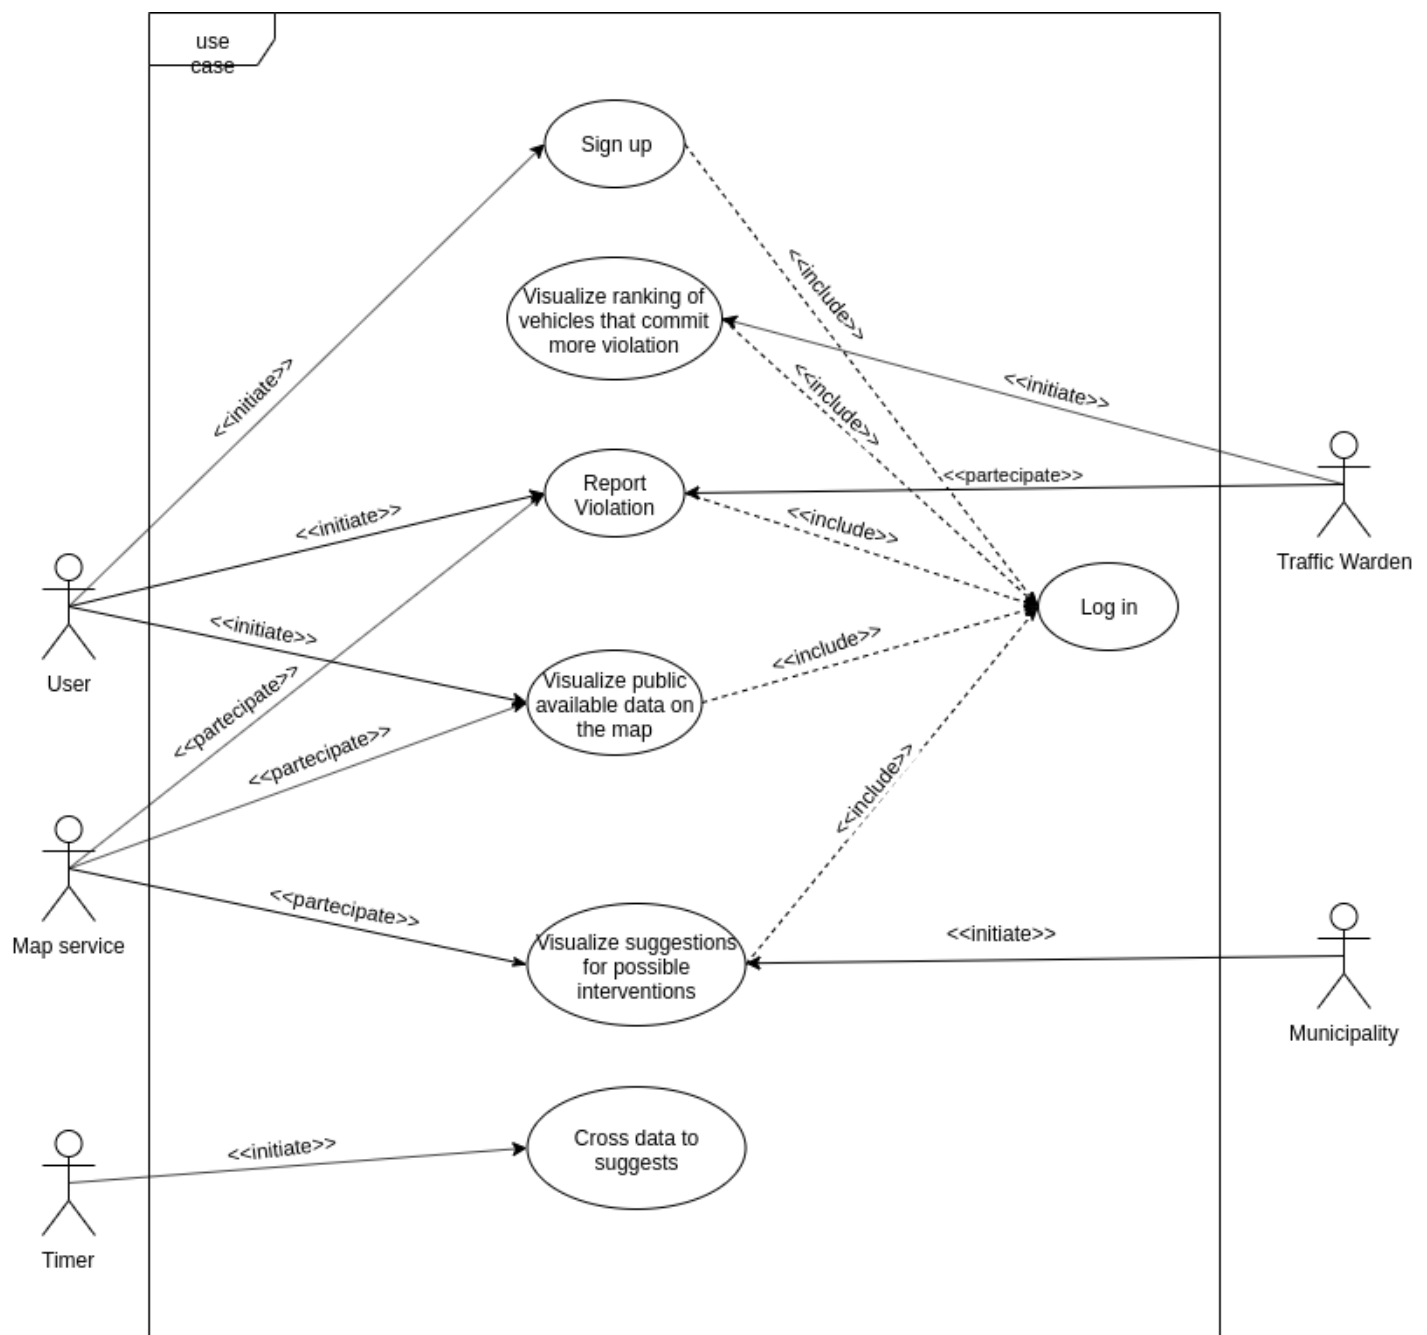 use
case
Sign up
<<include>>
Visualize ranking of
vehicles that commit
more violation
<<initiate>>
<<include>>
<<initiate>>
Report
Violation
<<partecipate>>
<<initiate>>
<<include>>
Traffic Warden
Log in
<<initiate>>
<<include>>
User
Visualize public
available data on
the map
<<partecipate>>
<<partecipate>>
<<include>>
Map service
<<partecipate>>
Visualize suggestions
for possible
interventions
<<initiate>>
Municipality
Cross data to
suggests
<<initiate>>
Timer